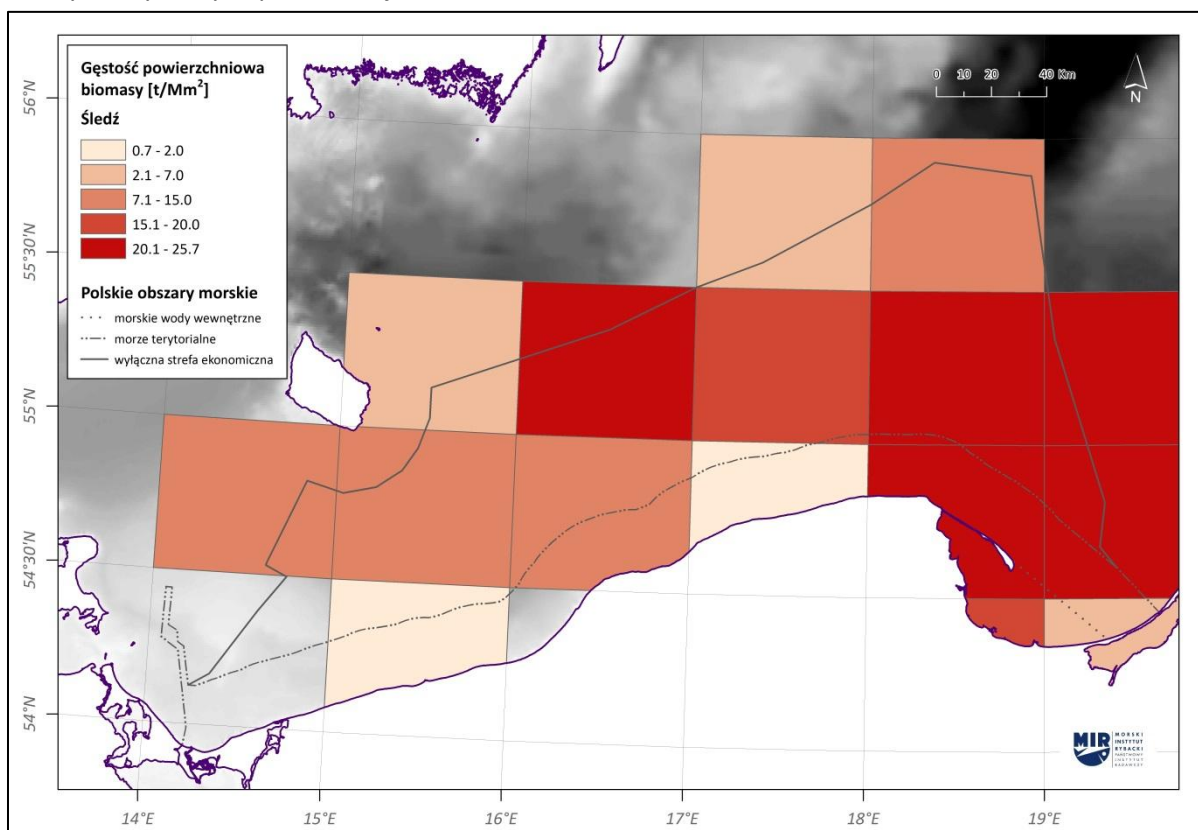 Gęstość powierzchniowa
biomasy [t/Mm²]
Śledź
0.7 - 2.0
2.1 - 7.0
7.1 - 15.0
15.1 - 20.0
20.1 - 25.7
Polskie obszary morskie
morskie wody wewnętrzne
morze terytorialne
wyłączna strefa ekonomiczna
0 10 20 40 Km
N
56°N
55°30'N
55°N
54°30'N
54°N
MIR
MORSKI
INSTYTUT
RYBACKI
PAŃSTWOWY
INSTYTUT
BADAWCZY
14°E 15°E 16°E 17°E 18°E 19°E